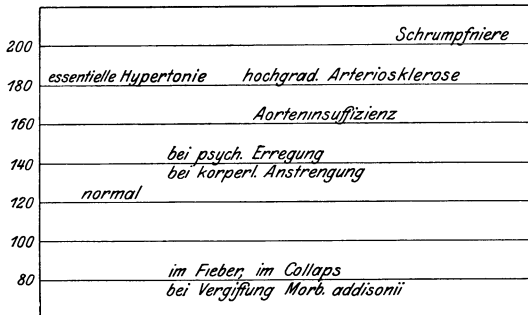 Schrumpfniere
200
essentielle Hypertonie hochgrad. Arteriosklerose
180
Aorteninsuffizienz
160
bei psych. Erregung
140
bei körperl. Anstrengung
normal
120
100
im Fieber, im Collaps
80
bei Vergiftung Morb. addisonii